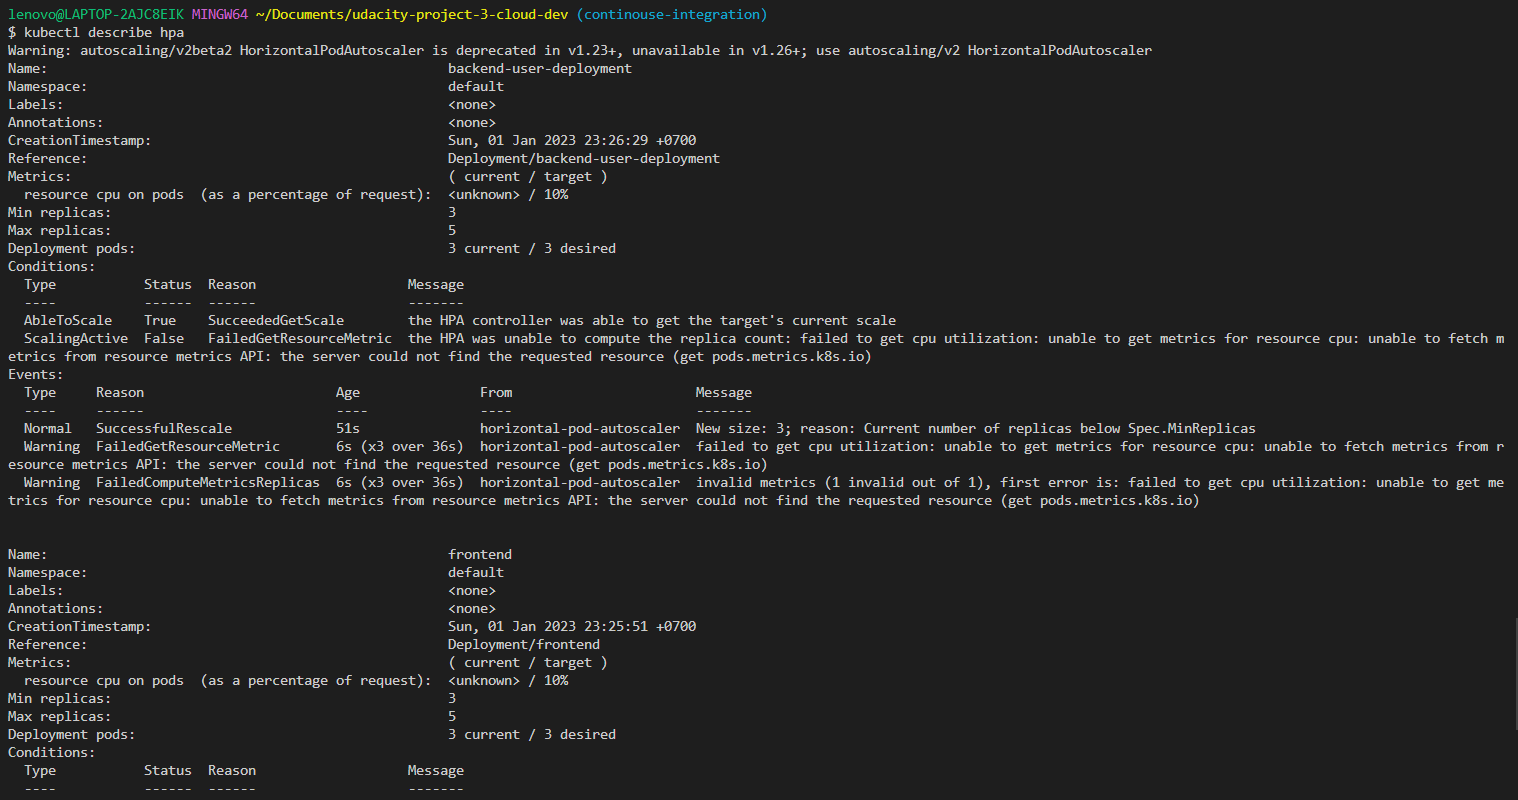 lenovo@LAPTOP-2AJC8EIK MINGW64 ~/Documents/udacity-project-3-cloud-dev (continouse-integration)
$ kubectl describe hpa
Warning: autoscaling/v2beta2 HorizontalPodAutoscaler is deprecated in v1.23+, unavailable in v1.26+; use autoscaling/v2 HorizontalPodAutoscaler
Name:                                                  backend-user-deployment
Namespace:                                             default
Labels:                                                <none>
Annotations:                                           <none>
CreationTimestamp:                                     Sun, 01 Jan 2023 23:26:29 +0700
Reference:                                             Deployment/backend-user-deployment
Metrics:                                               ( current / target )
  resource cpu on pods  (as a percentage of request):  <unknown> / 10%
Min replicas:                                          3
Max replicas:                                          5
Deployment pods:                                       3 current / 3 desired
Conditions:
  Type           Status  Reason                   Message
  ----           ------  ------                   -------
  AbleToScale    True    SucceededGetScale        the HPA controller was able to get the target's current scale
  ScalingActive  False   FailedGetResourceMetric  the HPA was unable to compute the replica count: failed to get cpu utilization: unable to get metrics for resource cpu: unable to fetch m
etrics from resource metrics API: the server could not find the requested resource (get pods.metrics.k8s.io)
Events:
  Type     Reason                        Age                From                       Message
  ----     ------                        ----               ----                       -------
  Normal   SuccessfulRescale             51s                horizontal-pod-autoscaler  New size: 3; reason: Current number of replicas below Spec.MinReplicas
  Warning  FailedGetResourceMetric       6s (x3 over 36s)  horizontal-pod-autoscaler  failed to get cpu utilization: unable to get metrics for resource cpu: unable to fetch metrics from r
esource metrics API: the server could not find the requested resource (get pods.metrics.k8s.io)
  Warning  FailedComputeMetricsReplicas  6s (x3 over 36s)  horizontal-pod-autoscaler  invalid metrics (1 invalid out of 1), first error is: failed to get cpu utilization: unable to get me
trics for resource cpu: unable to fetch metrics from resource metrics API: the server could not find the requested resource (get pods.metrics.k8s.io)
Name:                                                  frontend
Namespace:                                             default
Labels:                                                <none>
Annotations:                                           <none>
CreationTimestamp:                                     Sun, 01 Jan 2023 23:25:51 +0700
Reference:                                             Deployment/frontend
Metrics:                                               ( current / target )
  resource cpu on pods  (as a percentage of request):  <unknown> / 10%
Min replicas:                                          3
Max replicas:                                          5
Deployment pods:                                       3 current / 3 desired
Conditions:
  Type           Status  Reason                   Message
  ----           ------  ------                   -------